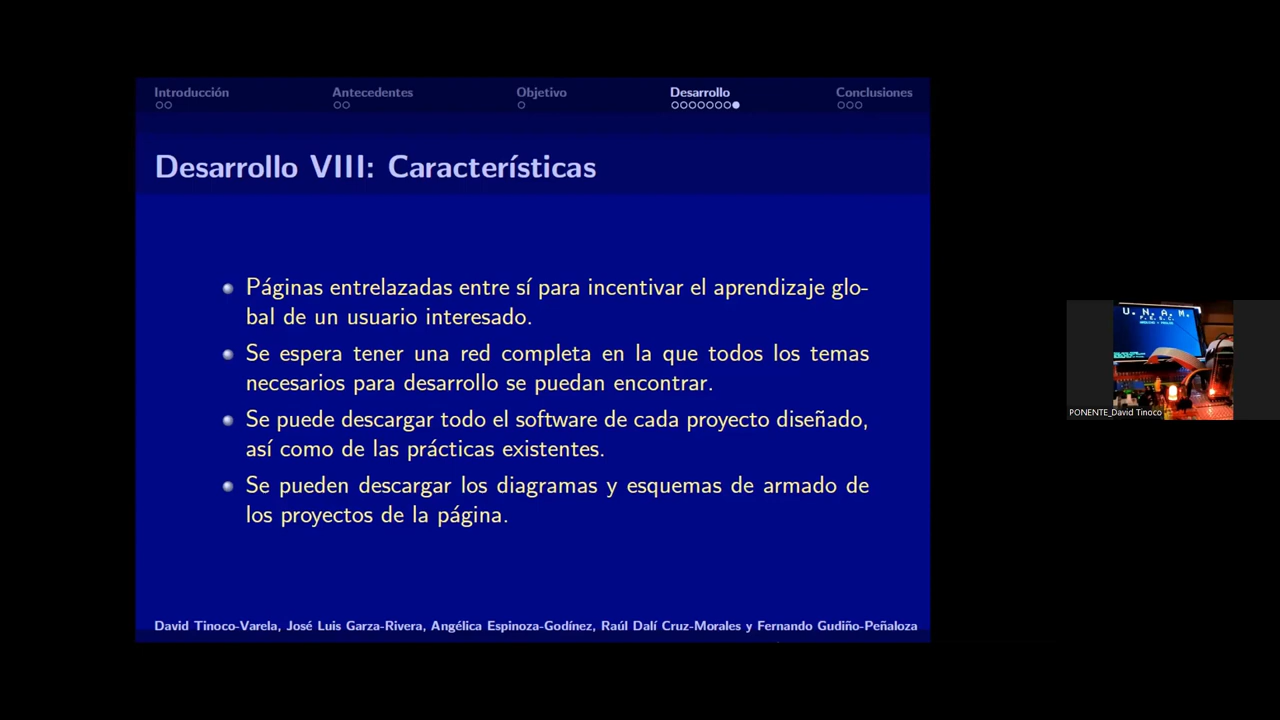 Introducción Antecedentes Objetivo Desarrollo Conclusiones
Desarrollo VIII: Características
Páginas entrelazadas entre sí para incentivar el aprendizaje glo-
bal de un usuario interesado.
Se espera tener una red completa en la que todos los temas
necesarios para desarrollo se puedan encontrar.
Se puede descargar todo el software de cada proyecto diseñado,
así como de las prácticas existentes.
Se pueden descargar los diagramas y esquemas de armado de
los proyectos de la página.
U. N. A. M.
PONENTE_David Tinoco
David Tinoco-Varela, José Luis Garza-Rivera, Angélica Espinoza-Godínez, Raúl Dalí Cruz-Morales y Fernando Gudiño-Peñaloza